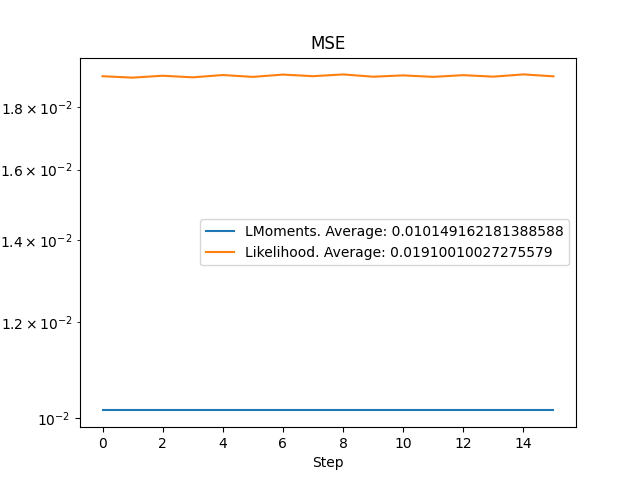 MSE
1.8 × 10⁻²
1.6 × 10⁻²
1.4 × 10⁻²
1.2 × 10⁻²
10⁻²
LMoments. Average: 0.010149162181388588
Likelihood. Average: 0.01910010027275579
0 2 4 6 8 10 12 14
Step